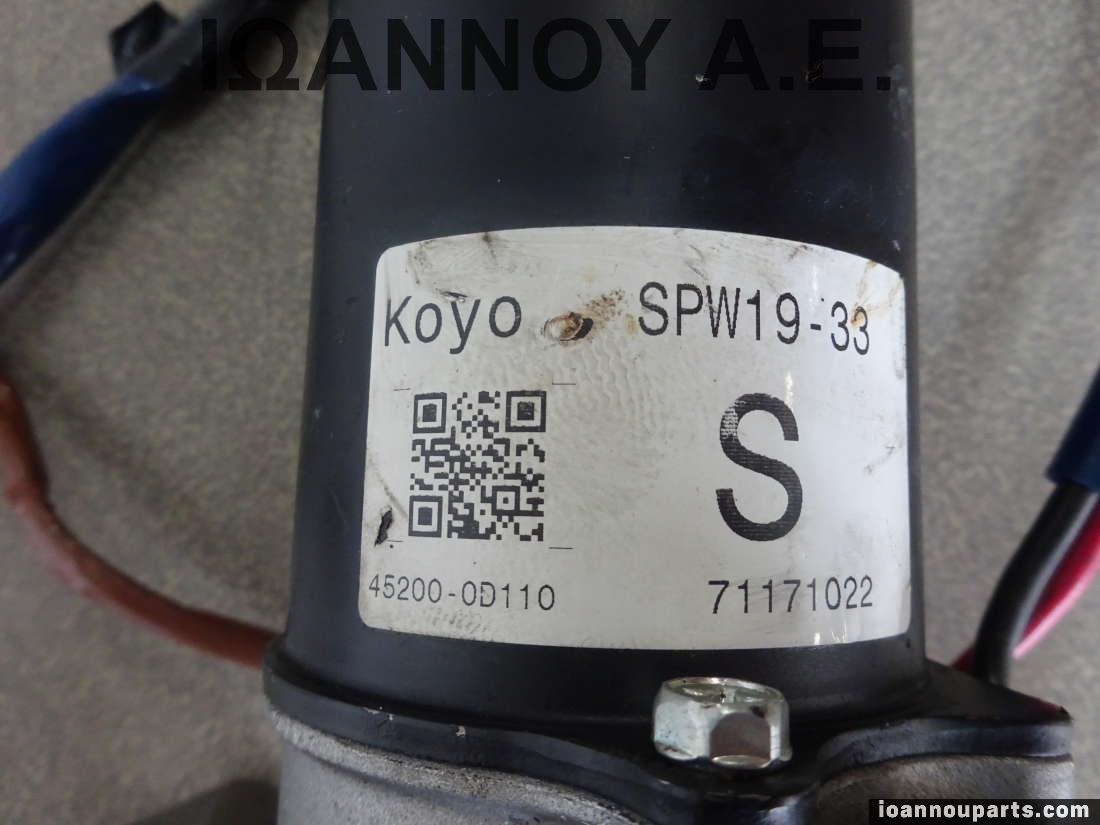 ΙΩΑΝΝΟΥ Α.Ε.
Koyo SPW19-33
S
45200-0D110 71171022
ioannouparts.com